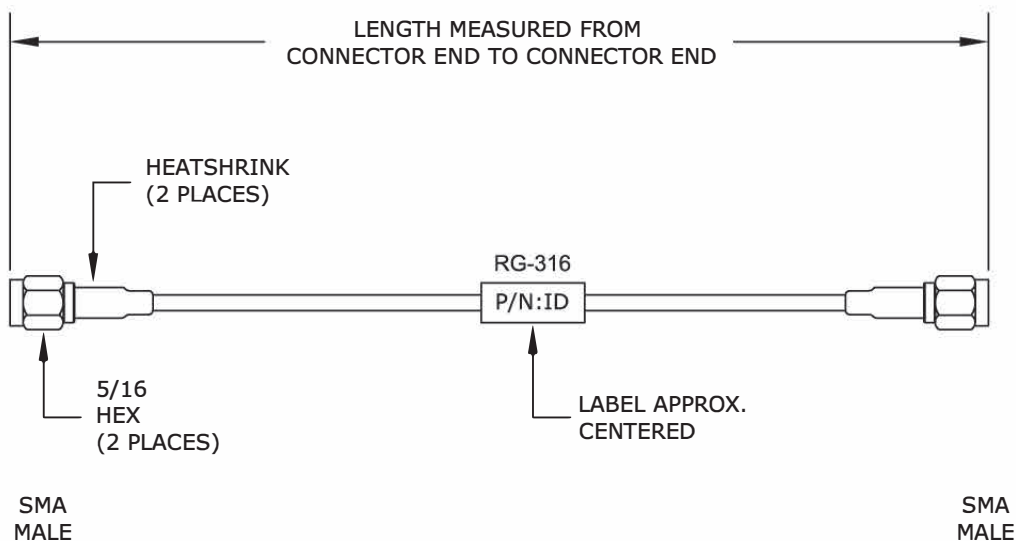 LENGTH MEASURED FROM
CONNECTOR END TO CONNECTOR END
HEATSHRINK
(2 PLACES)
RG-316
P/N:ID
5/16
HEX
(2 PLACES)
LABEL APPROX.
CENTERED
SMA
MALE
SMA
MALE